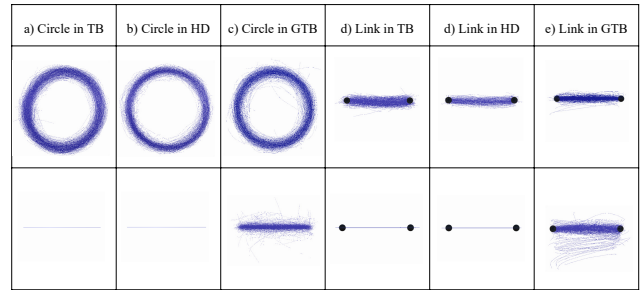 a) Circle in TB
b) Circle in HD
c) Circle in GTB
d) Link in TB
d) Link in HD
e) Link in GTB